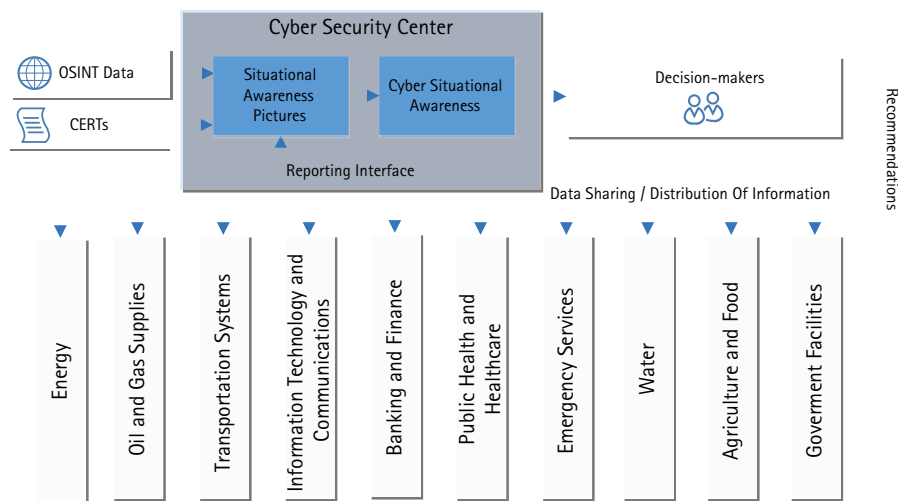 Cyber Security Center
OSINT Data
CERTs
Situational
Awareness
Pictures
Cyber Situational
Awareness
Decision-makers
Recommendations
Reporting Interface
Data Sharing / Distribution Of Information
Energy
Oil and Gas Supplies
Transportation Systems
Information Technology and
Communications
Banking and Finance
Public Health and
Healthcare
Emergency Services
Water
Agriculture and Food
Goverment Facilities